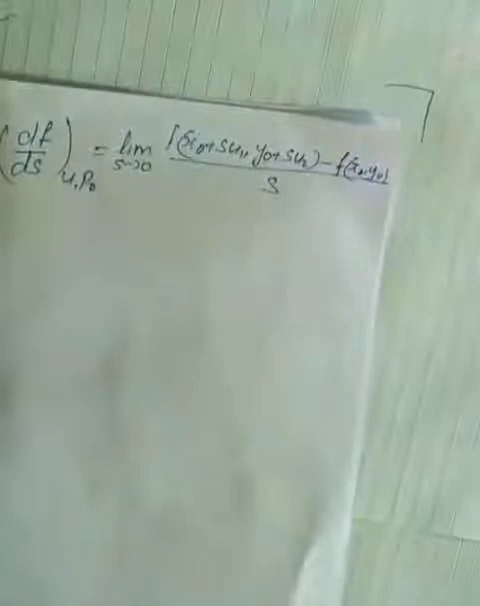 (df/ds)u,P₀ = lim s→0 f(x₀+su₁, y₀+su₂) - f(x₀,y₀) / s